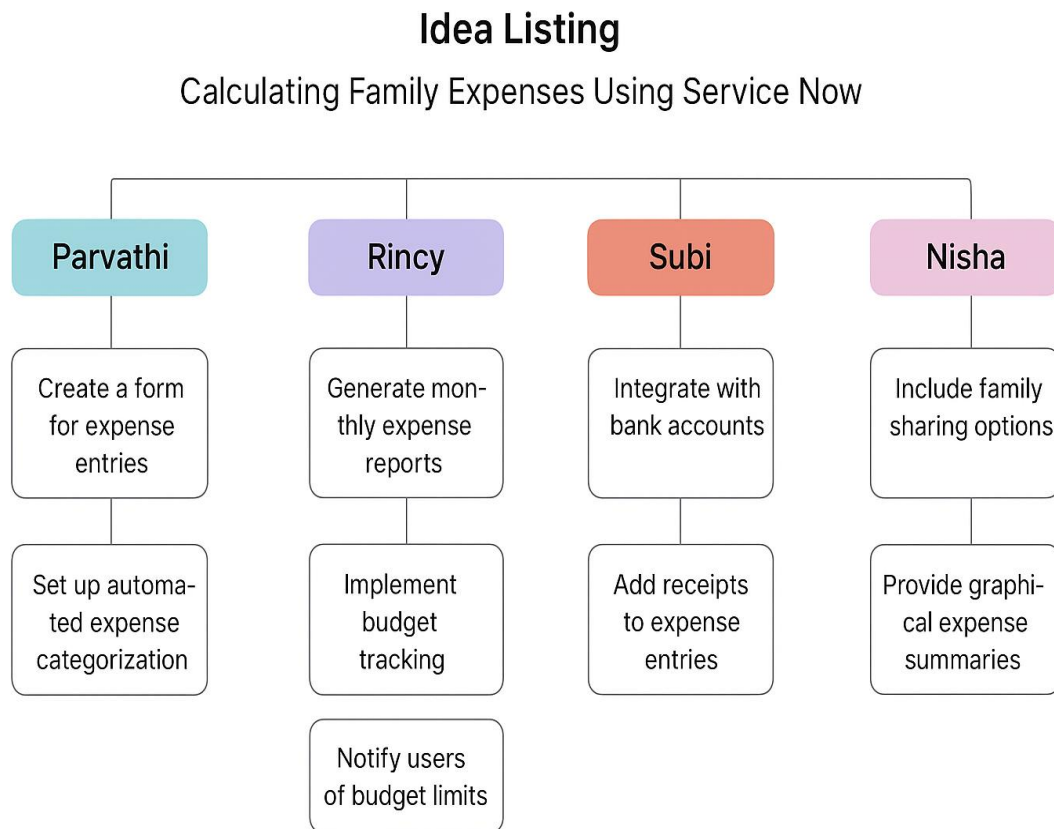 Idea Listing
Calculating Family Expenses Using Service Now
Parvathi
Create a form
for expense
entries
Set up automa-
ted expense
categorization
Rincy
Generate mon-
thly expense
reports
Implement
budget
tracking
Notify users
of budget limits
Subi
Integrate with
bank accounts
Add receipts
to expense
entries
Nisha
Include family
sharing options
Provide graphi-
cal expense
summaries